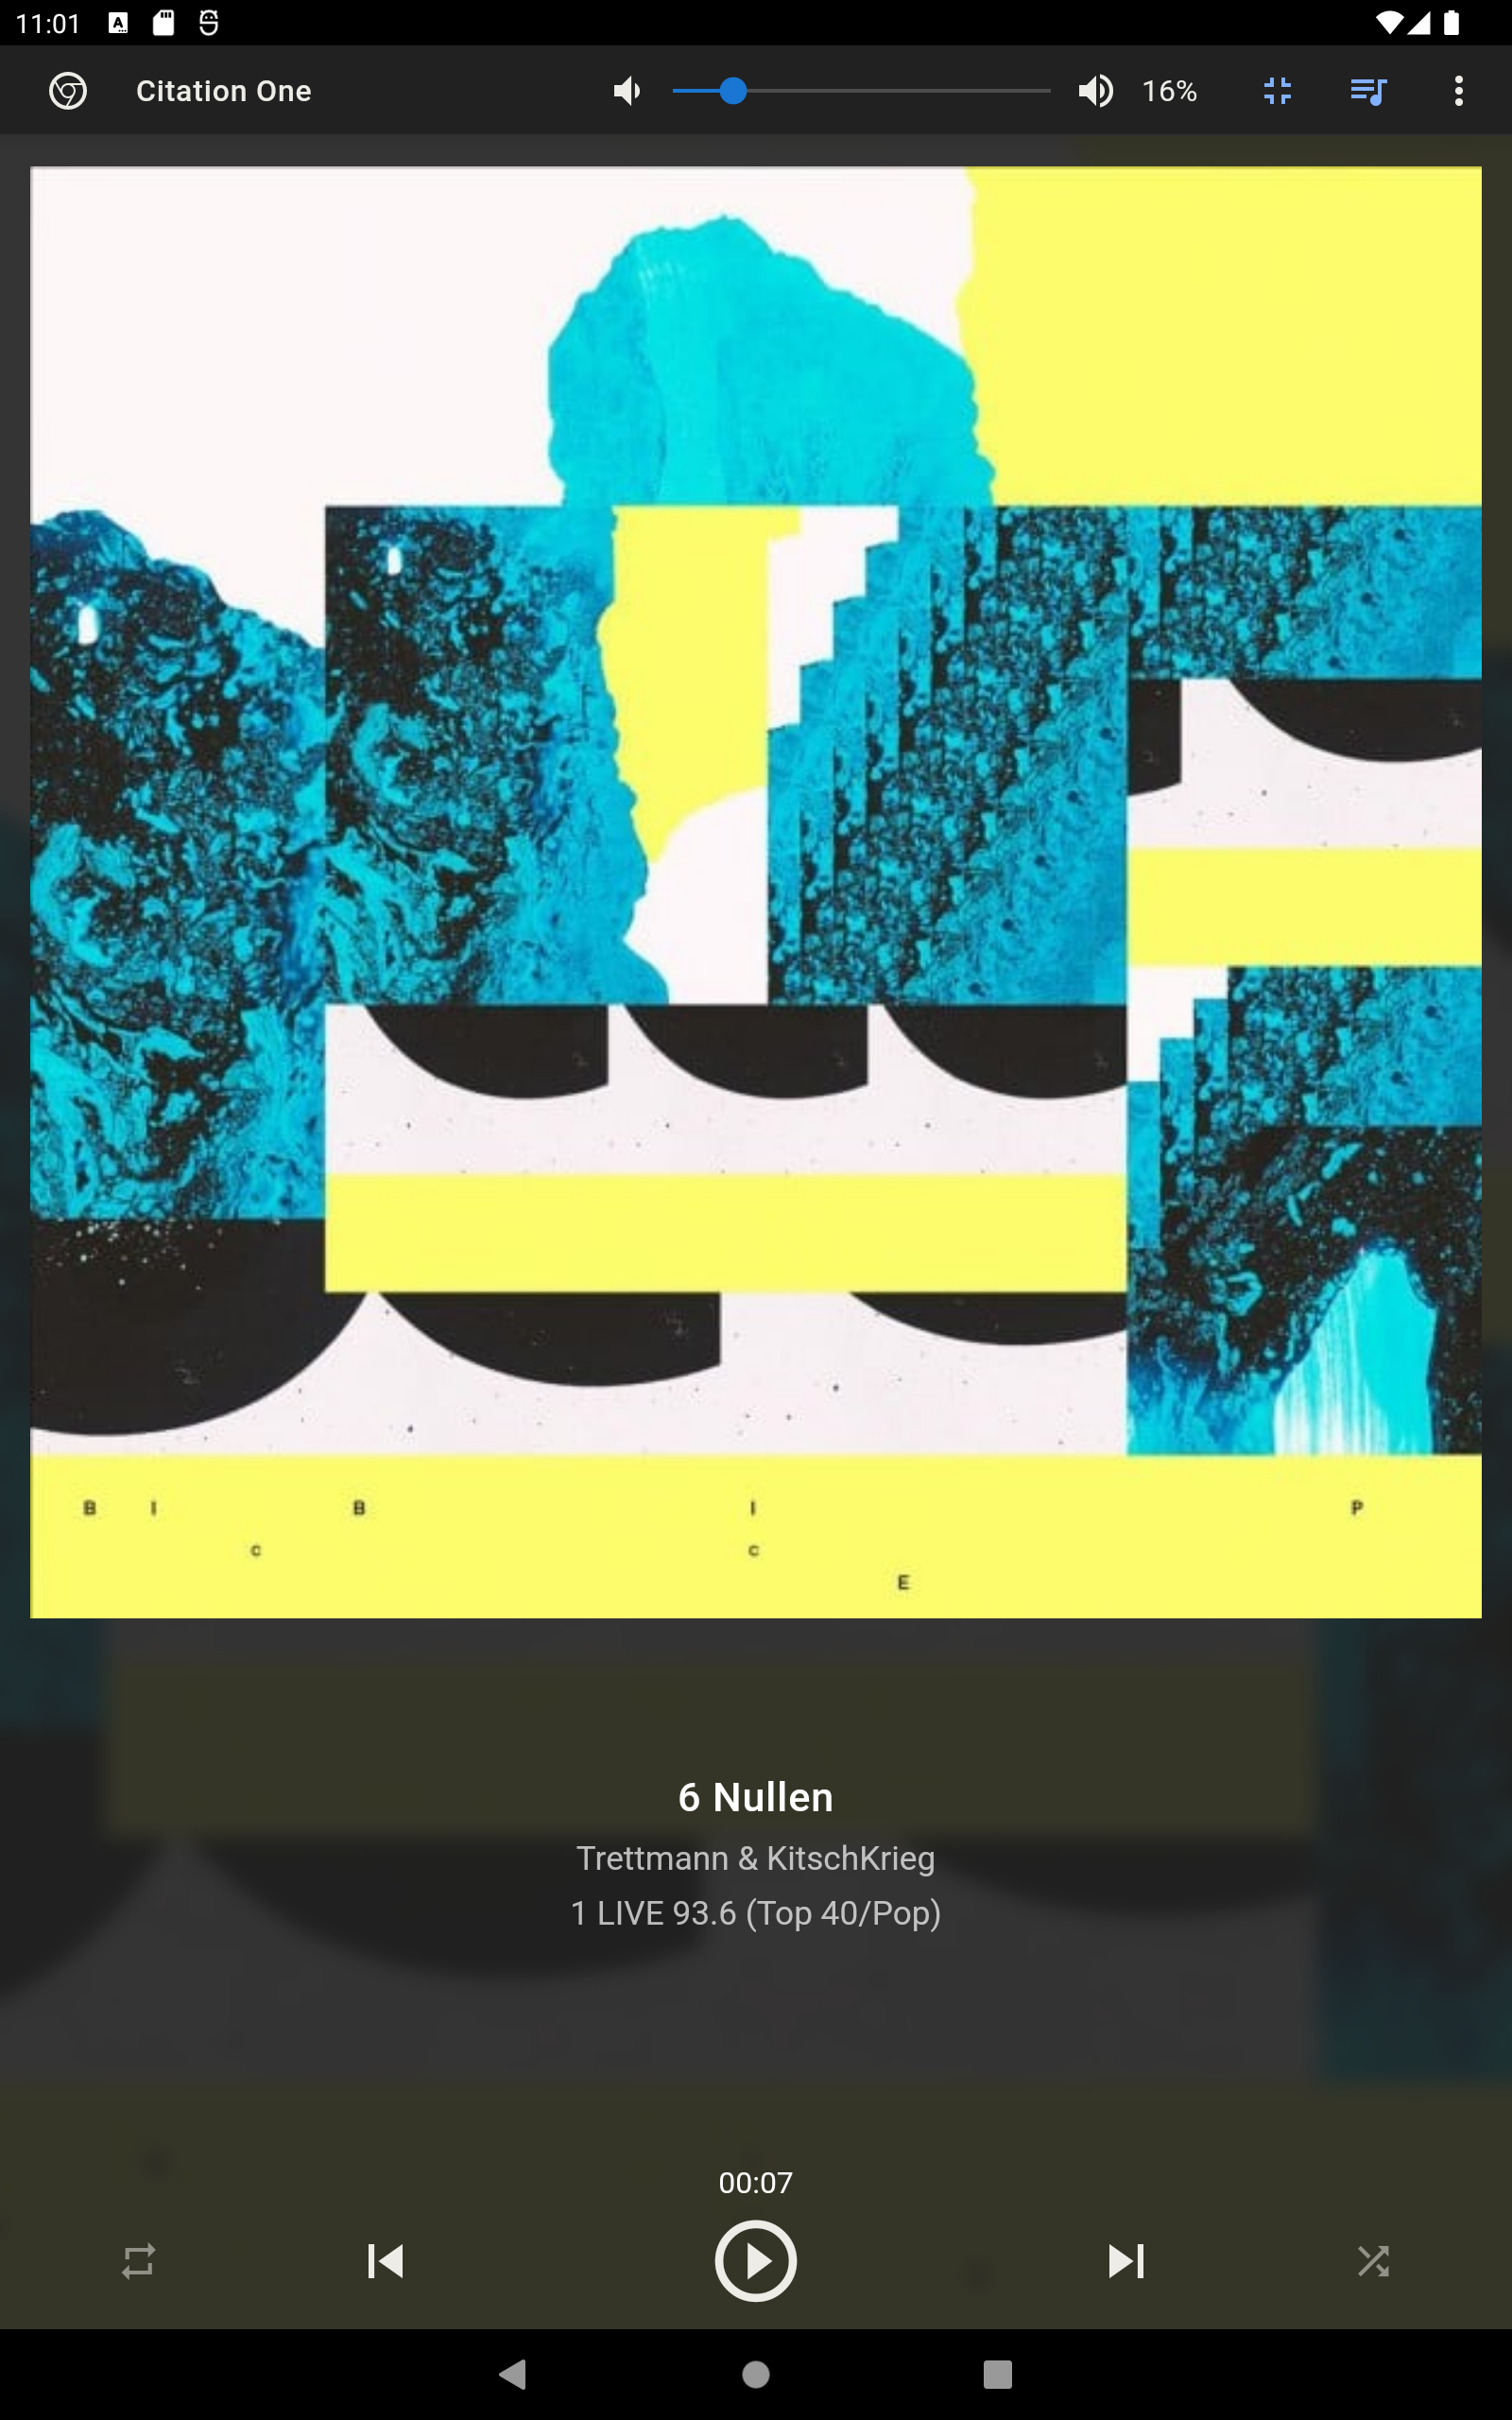 11:01
Citation One 16%
B I B I P
C C
E
6 Nullen
Trettmann & KitschKrieg
1 LIVE 93.6 (Top 40/Pop)
00:07